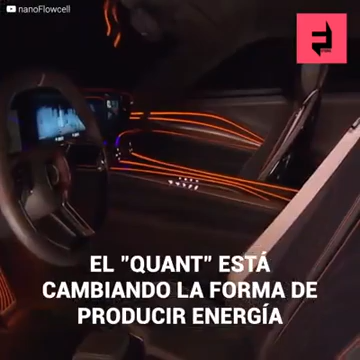 nanoFlowcell
EL "QUANT" ESTÁ
CAMBIANDO LA FORMA DE
PRODUCIR ENERGÍA